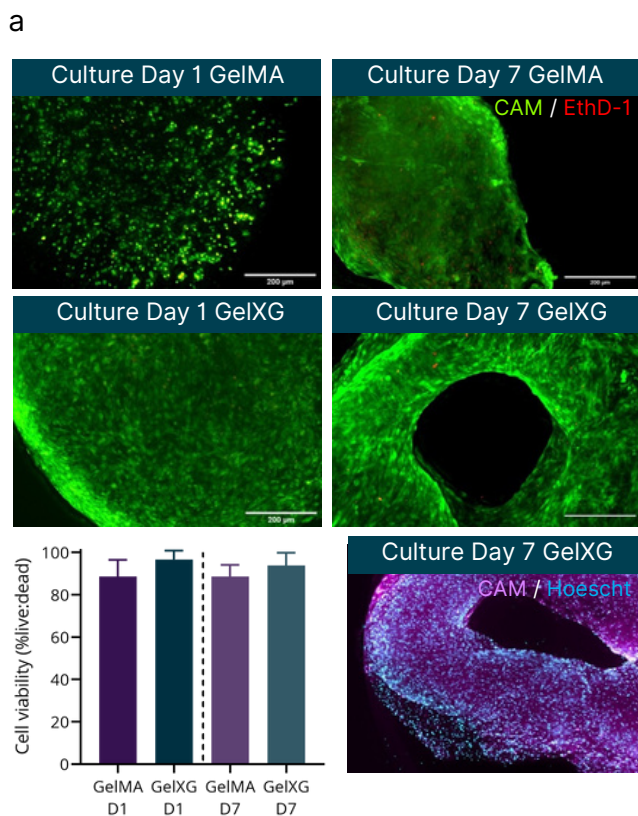 a
Culture Day 1 GelMA
Culture Day 7 GelMA
CAM / EthD-1
200 µm
200 µm
Culture Day 1 GelXG
Culture Day 7 GelXG
200 µm
Cell viability (%live:dead)
100
80
60
40
20
0
GelMA GelXG GelMA GelXG
D1 D1 D7 D7
Culture Day 7 GelXG
CAM / Hoescht